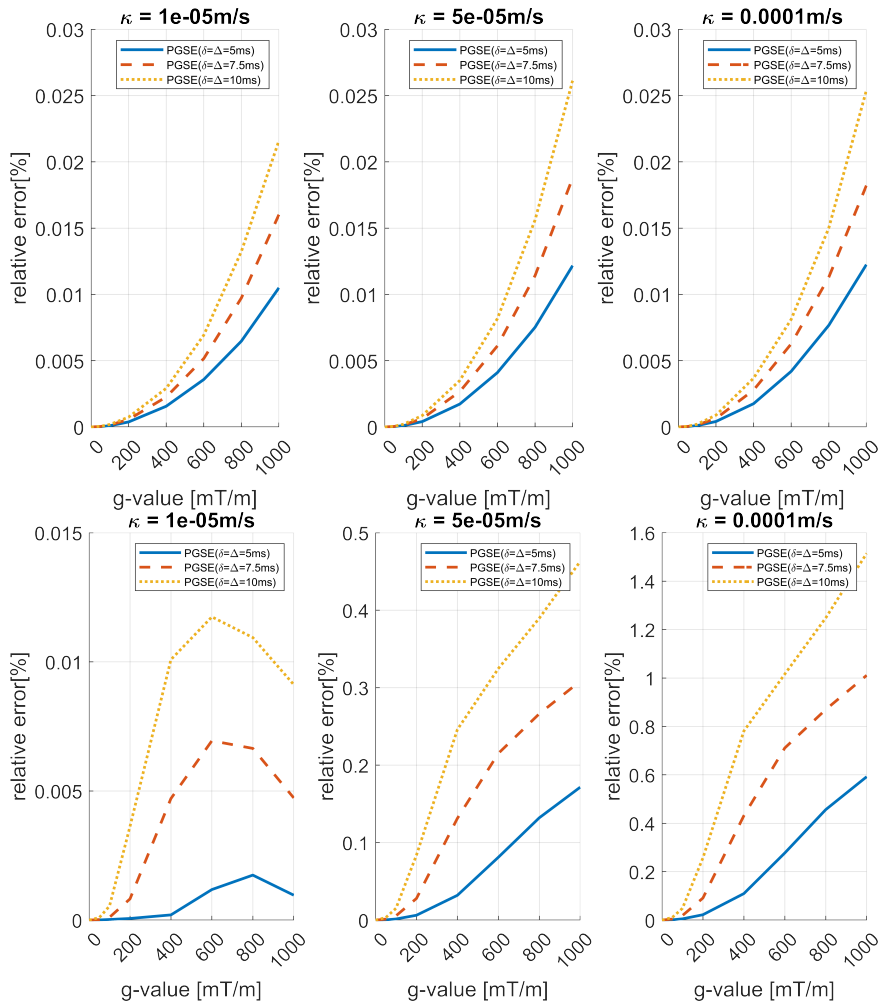 κ = 1e-05m/s
PGSE(δ=Δ=5ms)
PGSE(δ=Δ=7.5ms)
PGSE(δ=Δ=10ms)
relative error[%]
0.03
0.025
0.02
0.015
0.01
0.005
0
0
200
400
600
800
1000
g-value [mT/m]
κ = 5e-05m/s
PGSE(δ=Δ=5ms)
PGSE(δ=Δ=7.5ms)
PGSE(δ=Δ=10ms)
relative error[%]
0.03
0.025
0.02
0.015
0.01
0.005
0
0
200
400
600
800
1000
g-value [mT/m]
κ = 0.0001m/s
PGSE(δ=Δ=5ms)
PGSE(δ=Δ=7.5ms)
PGSE(δ=Δ=10ms)
relative error[%]
0.03
0.025
0.02
0.015
0.01
0.005
0
0
200
400
600
800
1000
g-value [mT/m]
κ = 1e-05m/s
PGSE(δ=Δ=5ms)
PGSE(δ=Δ=7.5ms)
PGSE(δ=Δ=10ms)
relative error[%]
0.015
0.01
0.005
0
0
200
400
600
800
1000
g-value [mT/m]
κ = 5e-05m/s
PGSE(δ=Δ=5ms)
PGSE(δ=Δ=7.5ms)
PGSE(δ=Δ=10ms)
relative error[%]
0.5
0.4
0.3
0.2
0.1
0
0
200
400
600
800
1000
g-value [mT/m]
κ = 0.0001m/s
PGSE(δ=Δ=5ms)
PGSE(δ=Δ=7.5ms)
PGSE(δ=Δ=10ms)
relative error[%]
1.6
1.4
1.2
1
0.8
0.6
0.4
0.2
0
0
200
400
600
800
1000
g-value [mT/m]